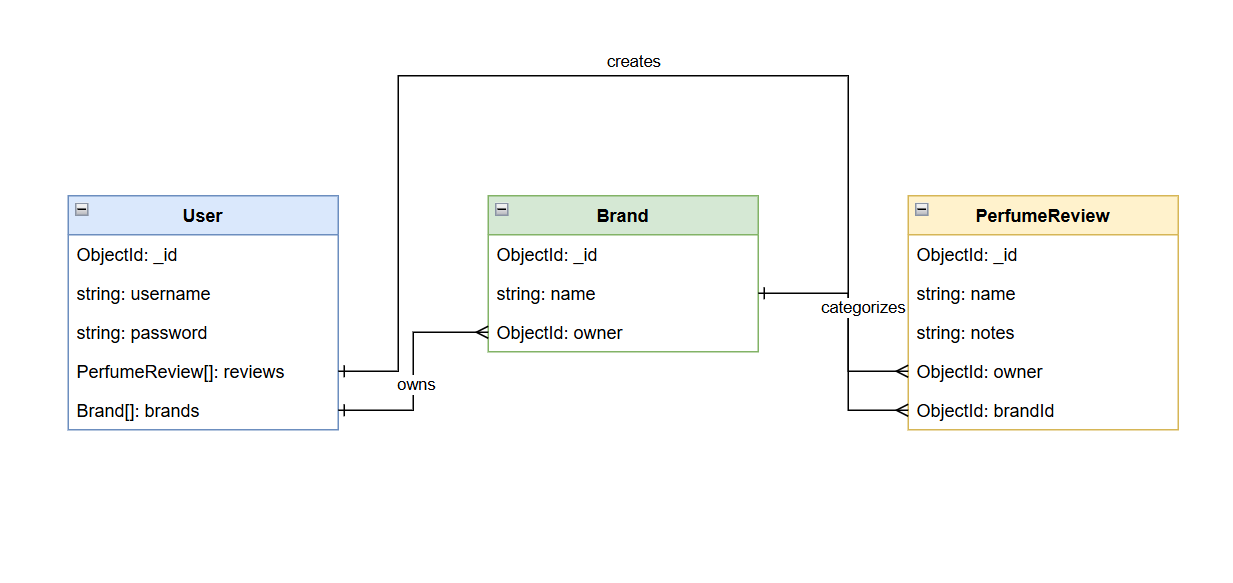 creates
User
ObjectId: _id
string: username
string: password
PerfumeReview[]: reviews
Brand[]: brands
owns
Brand
ObjectId: _id
string: name
ObjectId: owner
categorizes
PerfumeReview
ObjectId: _id
string: name
string: notes
ObjectId: owner
ObjectId: brandId